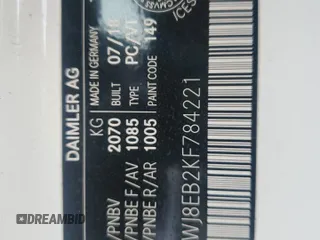 DAIMLER AG
KG MADE IN GERMANY
/PNBV 2070 BUILT 07/18
/PNBE F/AV 1085 TYPE PC/VT
/PNBE R/AR 1005 PAINT CODE 149
WJ8EB2KF784221
DREAMBID